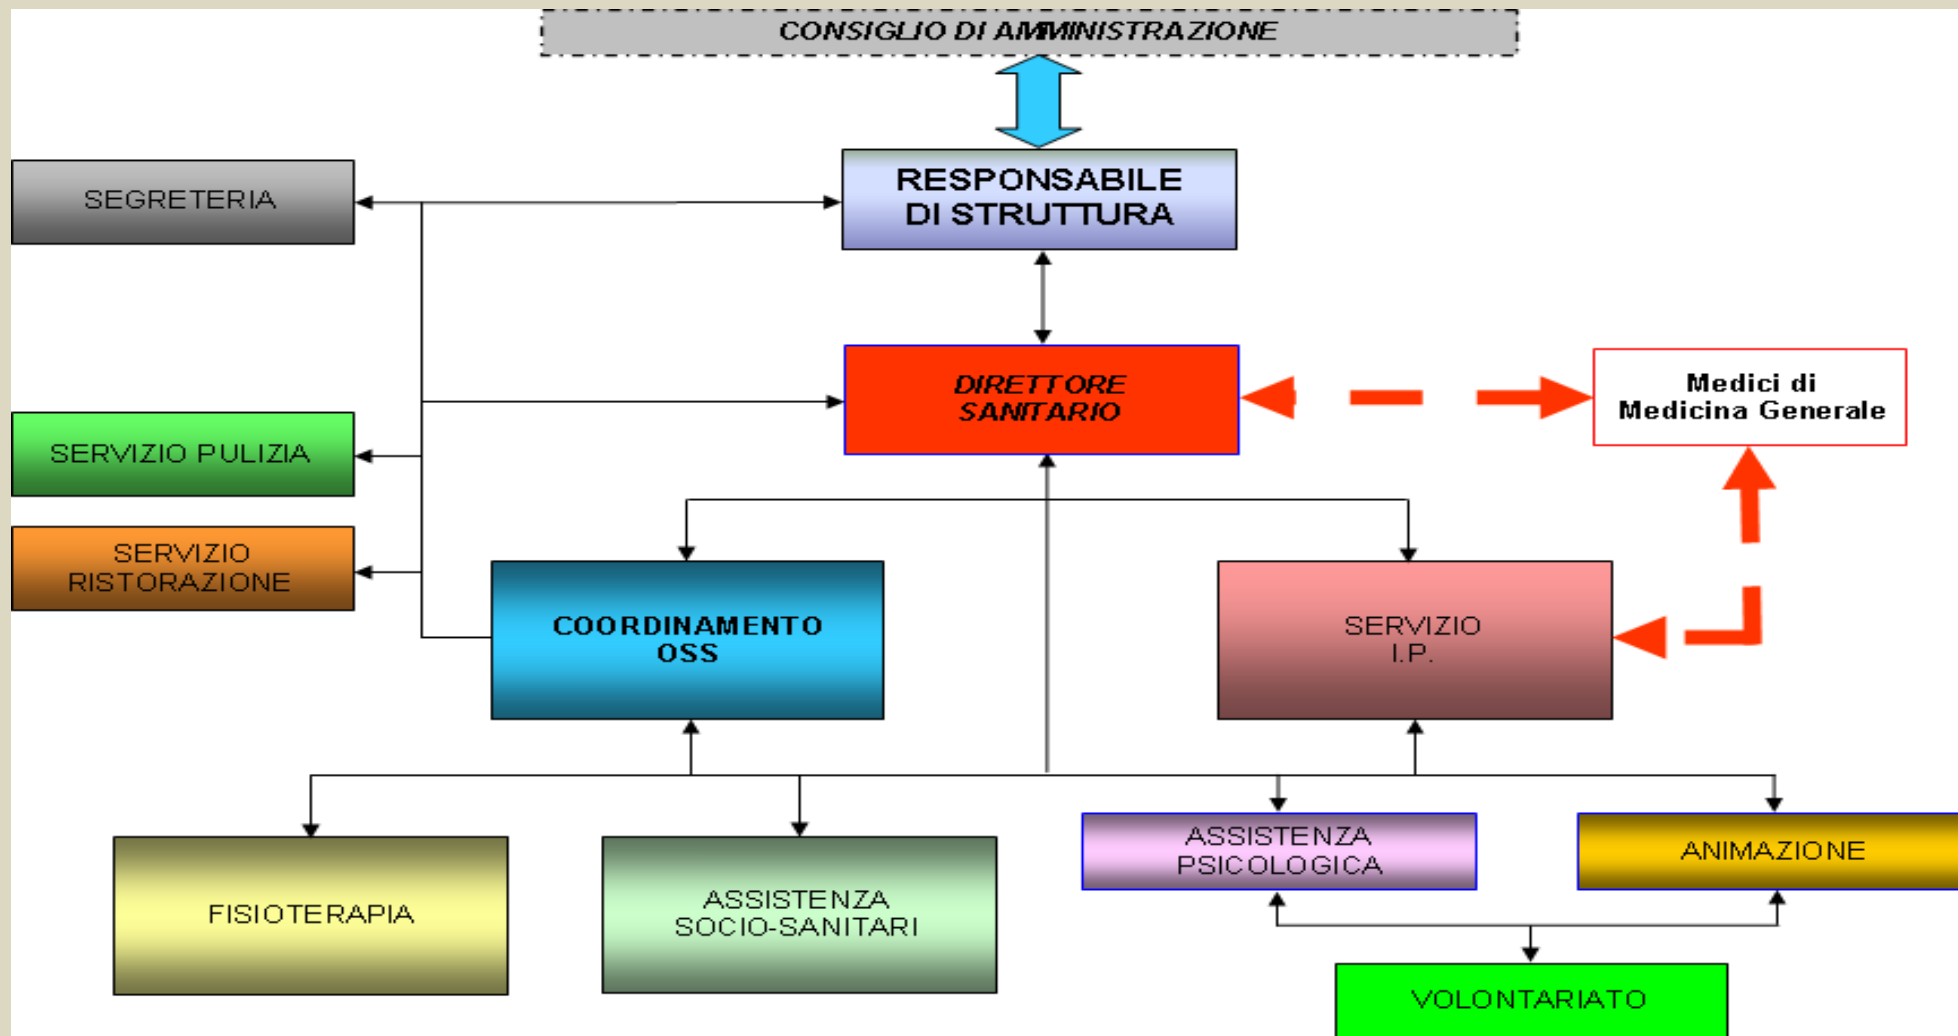 CONSIGLIO DI AMMINISTRAZIONE
RESPONSABILE
DI STRUTTURA
SEGRETERIA
DIRETTORE
SANITARIO
Medici di
Medicina Generale
SERVIZIO PULIZIA
SERVIZIO
RISTORAZIONE
COORDINAMENTO
OSS
SERVIZIO
I.P.
FISIOTERAPIA
ASSISTENZA
SOCIO-SANITARI
ASSISTENZA
PSICOLOGICA
ANIMAZIONE
VOLONTARIATO